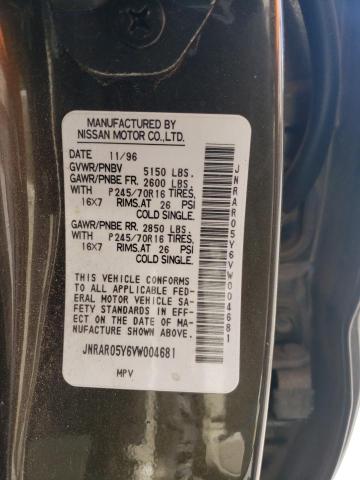 MANUFACTURED BY
NISSAN MOTOR CO., LTD.
DATE 11/96
GVWR/PNBV 5150 LBS.
GAWR/PNBE FR. 2600 LBS.
WITH P245/70R16 TIRES,
16X7 RIMS, AT 26 PSI
COLD SINGLE.
GAWR/PNBE RR. 2850 LBS.
WITH P245/70R16 TIRES,
16X7 RIMS, AT 26 PSI
COLD SINGLE.
THIS VEHICLE CONFORMS
TO ALL APPLICABLE FED-
ERAL MOTOR VEHICLE SA-
FETY STANDARDS IN EFF-
ECT ON THE DATE OF MA-
NUFACTURE SHOWN ABOVE.
JNRAR05Y6VW004681
MPV
JNRAR05Y6VW004681